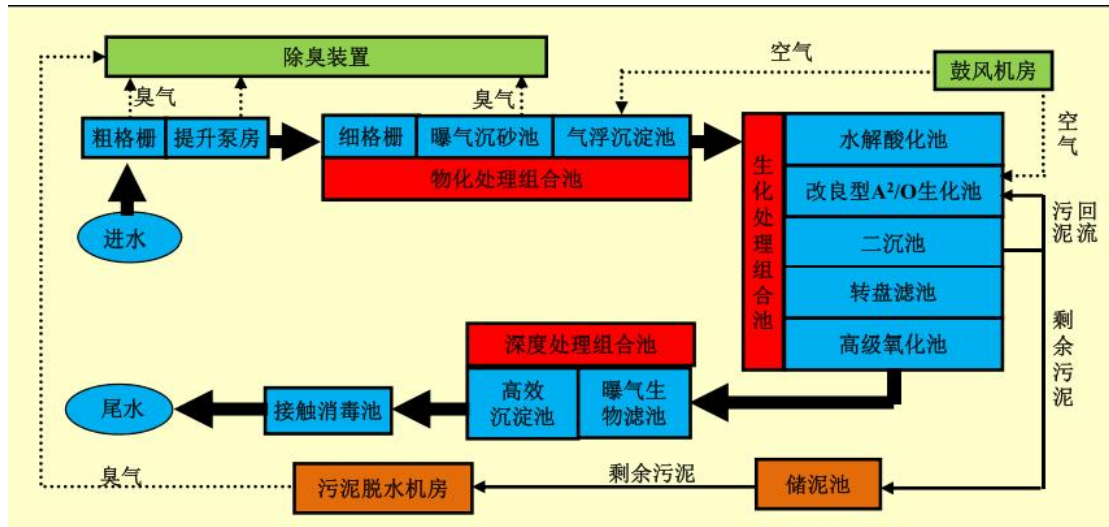 除臭装置
空气
鼓风机房
臭气
臭气
空气
粗格栅
提升泵房
细格栅
曝气沉砂池
气浮沉淀池
物化处理组合池
进水
生化处理组合池
水解酸化池
改良型A²/O生化池
二沉池
转盘滤池
高级氧化池
污泥
回流
剩余污泥
深度处理组合池
高效
沉淀池
曝气生
物滤池
接触消毒池
尾水
臭气
污泥脱水机房
剩余污泥
储泥池